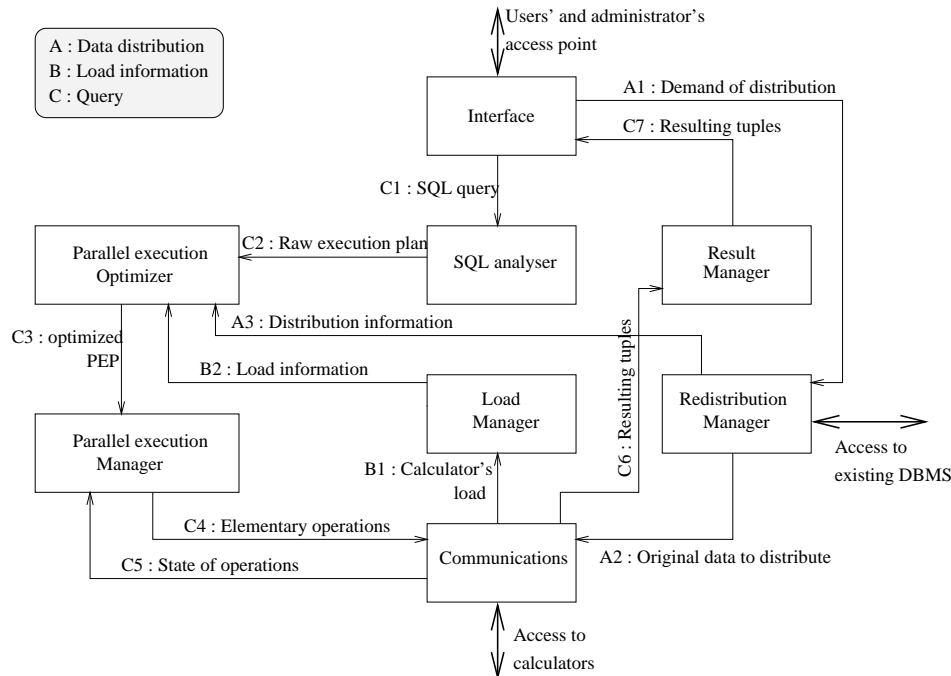 Users' and administrator's
access point
A : Data distribution
B : Load information
C : Query
A1 : Demand of distribution
Interface
C7 : Resulting tuples
C1 : SQL query
Parallel execution
Optimizer
C2 : Raw execution plan
SQL analyser
Result
Manager
C3 : optimized
PEP
A3 : Distribution information
C6 : Resulting tuples
B2 : Load information
Load
Manager
Redistribution
Manager
Parallel execution
Manager
Access to
existing DBMS
B1 : Calculator's
load
C4 : Elementary operations
Communications
C5 : State of operations
A2 : Original data to distribute
Access to
calculators